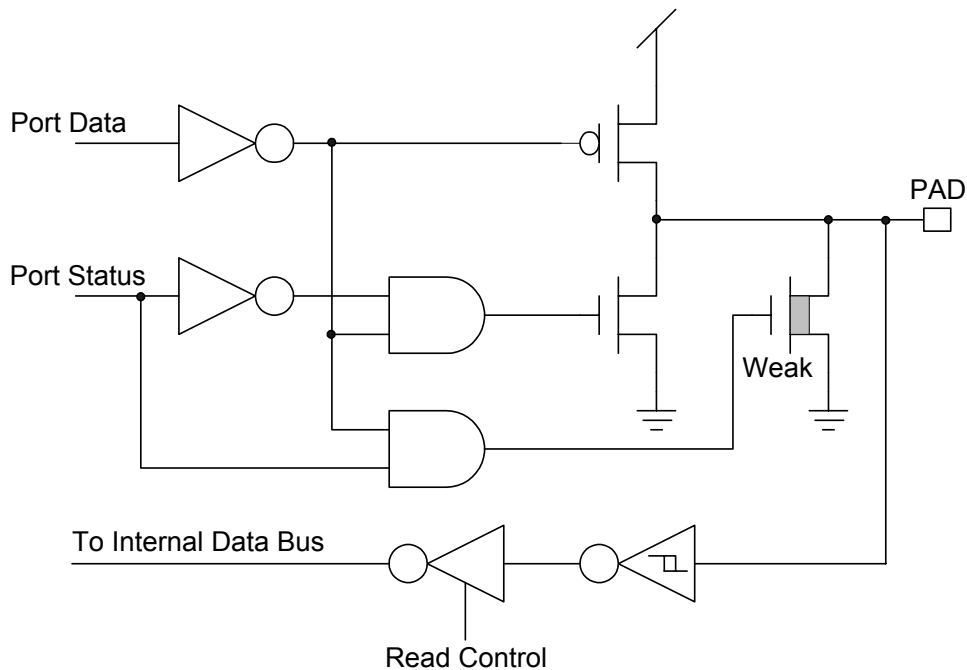 Port Data
PAD
Port Status
Weak
To Internal Data Bus
Read Control